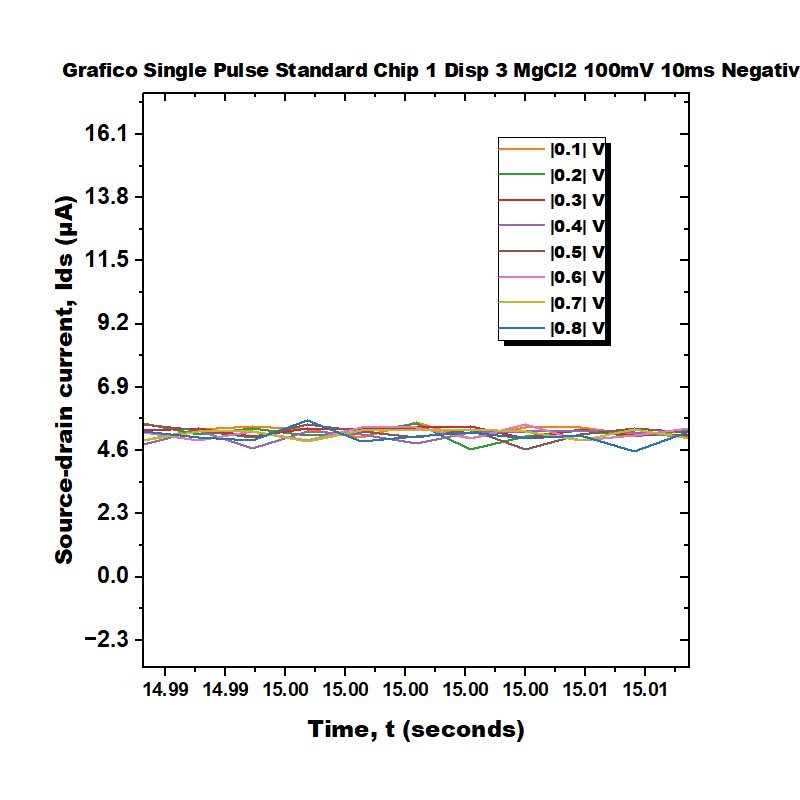 Grafico Single Pulse Standard Chip 1 Disp 3 MgCl2 100mV 10ms Negativ
16.1
13.8
11.5
9.2
6.9
4.6
2.3
0.0
−2.3
Source-drain current, Ids (µA)
|0.1| V
|0.2| V
|0.3| V
|0.4| V
|0.5| V
|0.6| V
|0.7| V
|0.8| V
14.99 14.99 15.00 15.00 15.00 15.00 15.00 15.01 15.01
Time, t (seconds)